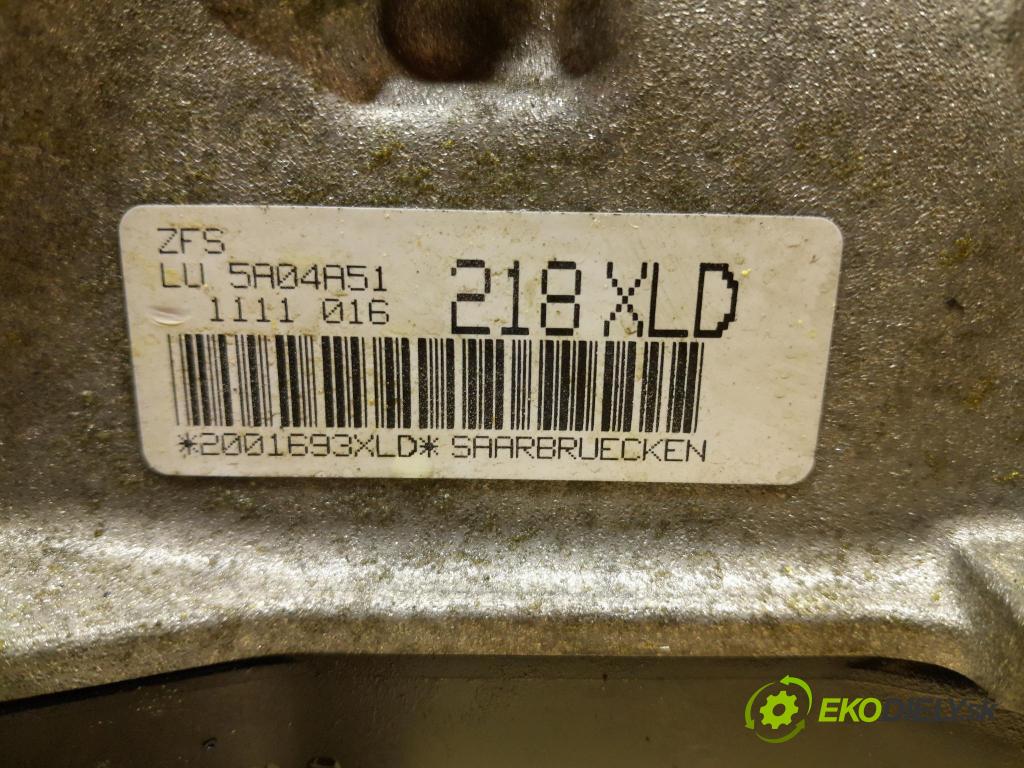 ZFS
LU 5A04A51
1111 016
218 XLD
*2001693XLD* SAARBRUECKEN
EKODIELY.sk